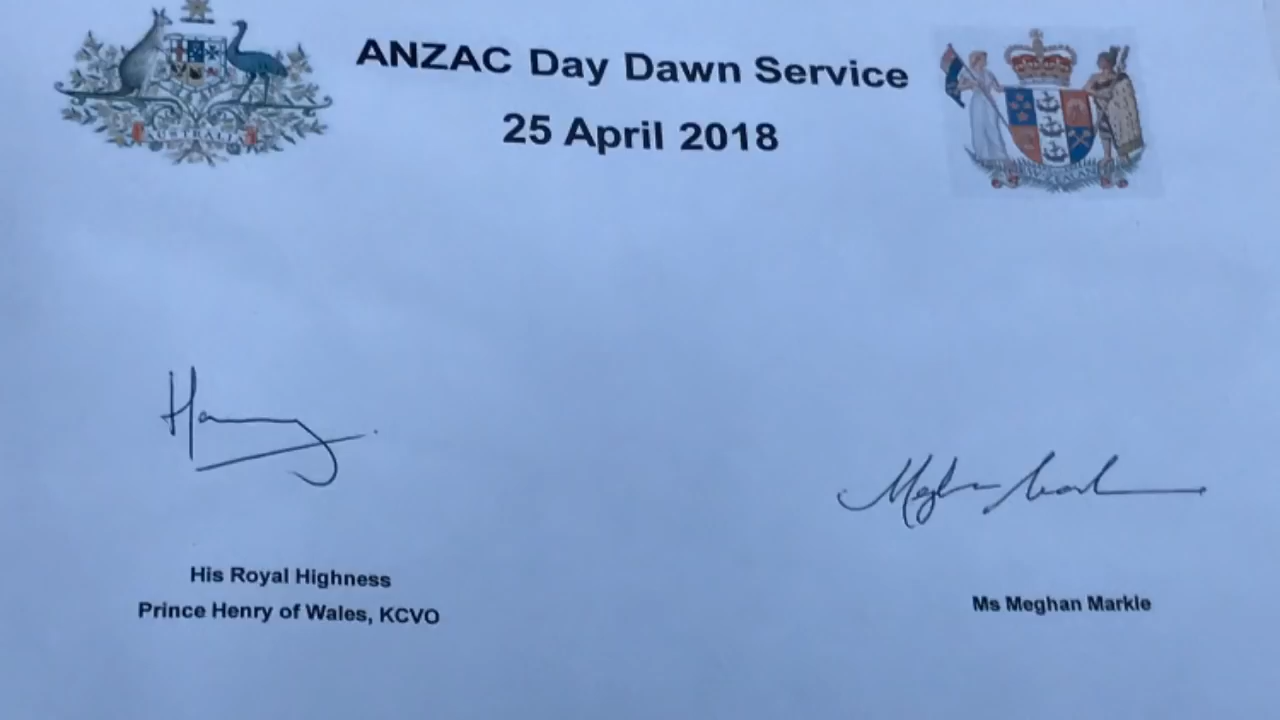 ANZAC Day Dawn Service
25 April 2018
AUSTRALIA
Harry
Meghan Markle
His Royal Highness
Prince Henry of Wales, KCVO
Ms Meghan Markle